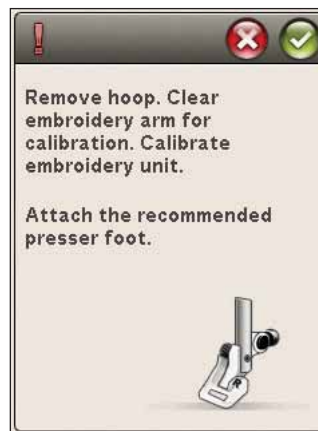 Remove hoop. Clear
embroidery arm for
calibration. Calibrate
embroidery unit.
Attach the recommended
presser foot.
R